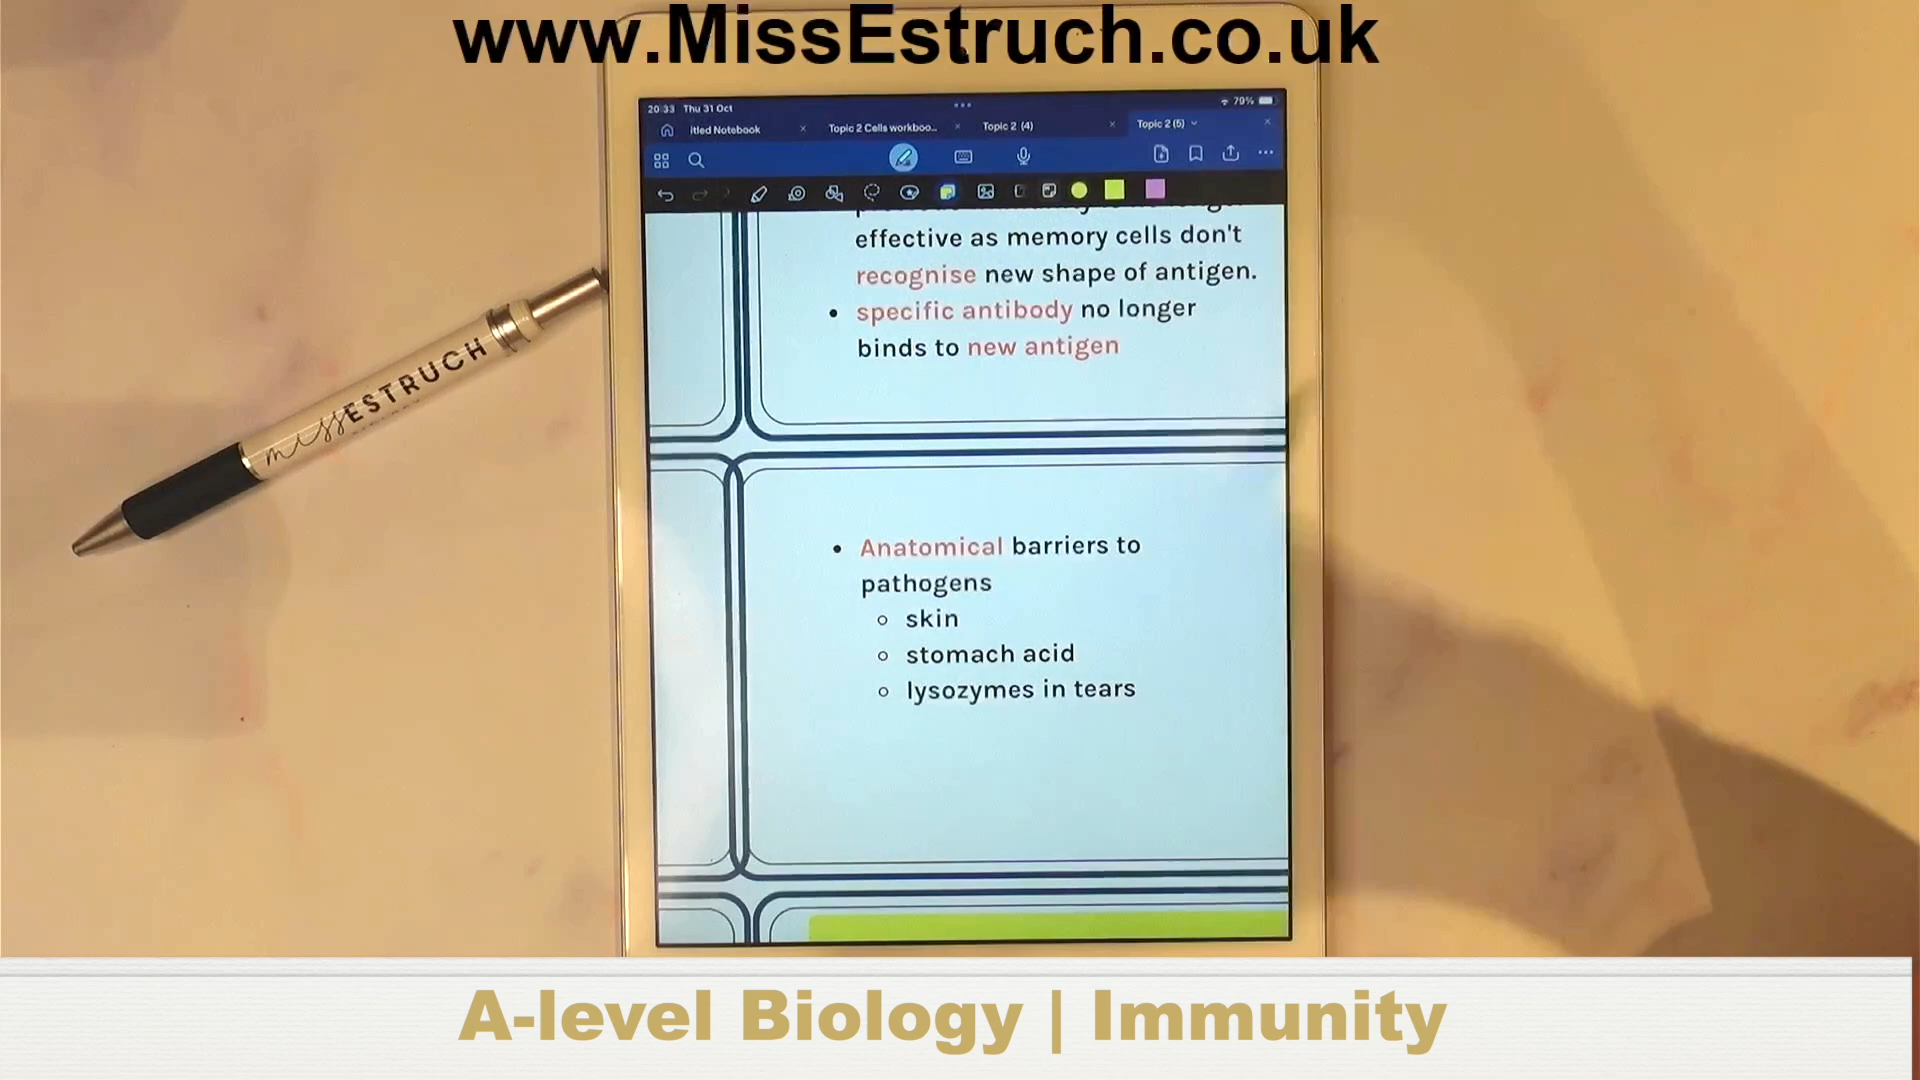 www.MissEstruch.co.uk
20:33 Thu 31 Oct
79%
itled Notebook
Topic 2 Cells workboo...
Topic 2 (4)
Topic 2 (5)
effective as memory cells don't
recognise new shape of antigen.
• specific antibody no longer
binds to new antigen
• Anatomical barriers to
pathogens
○ skin
○ stomach acid
○ lysozymes in tears
miss ESTRUCH
A-level Biology | Immunity